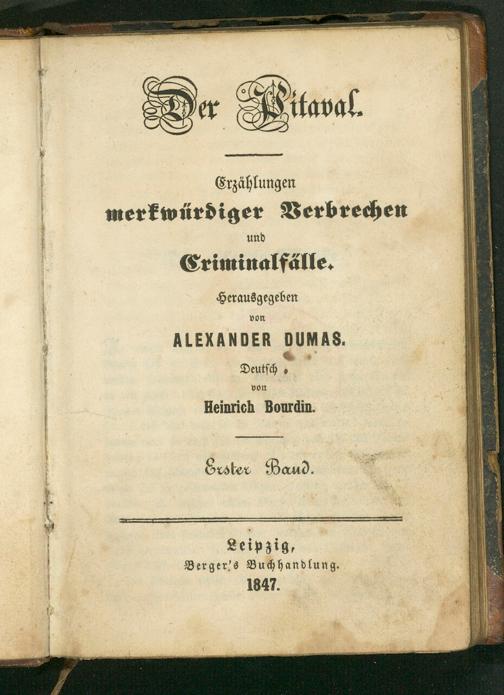 Der Pitaval.
Erzählungen
merkwürdiger Verbrechen
und
Criminalfälle.
Herausgegeben
von
ALEXANDER DUMAS.
Deutsch
von
Heinrich Bourdin.
Erster Band.
Leipzig,
Berger's Buchhandlung.
1847.